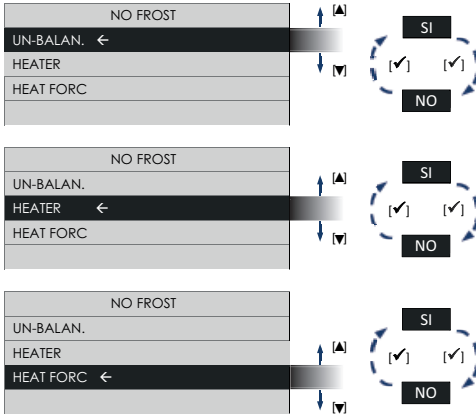 NO FROST
[▲]
SI
UN-BALAN. ←
HEATER
[▼]
[✔] [✔]
HEAT FORC
NO
NO FROST
UN-BALAN.
[▲]
SI
HEATER ←
[✔] [✔]
HEAT FORC
[▼]
NO
NO FROST
UN-BALAN.
SI
HEATER
[▲]
[✔] [✔]
HEAT FORC ←
[▼]
NO